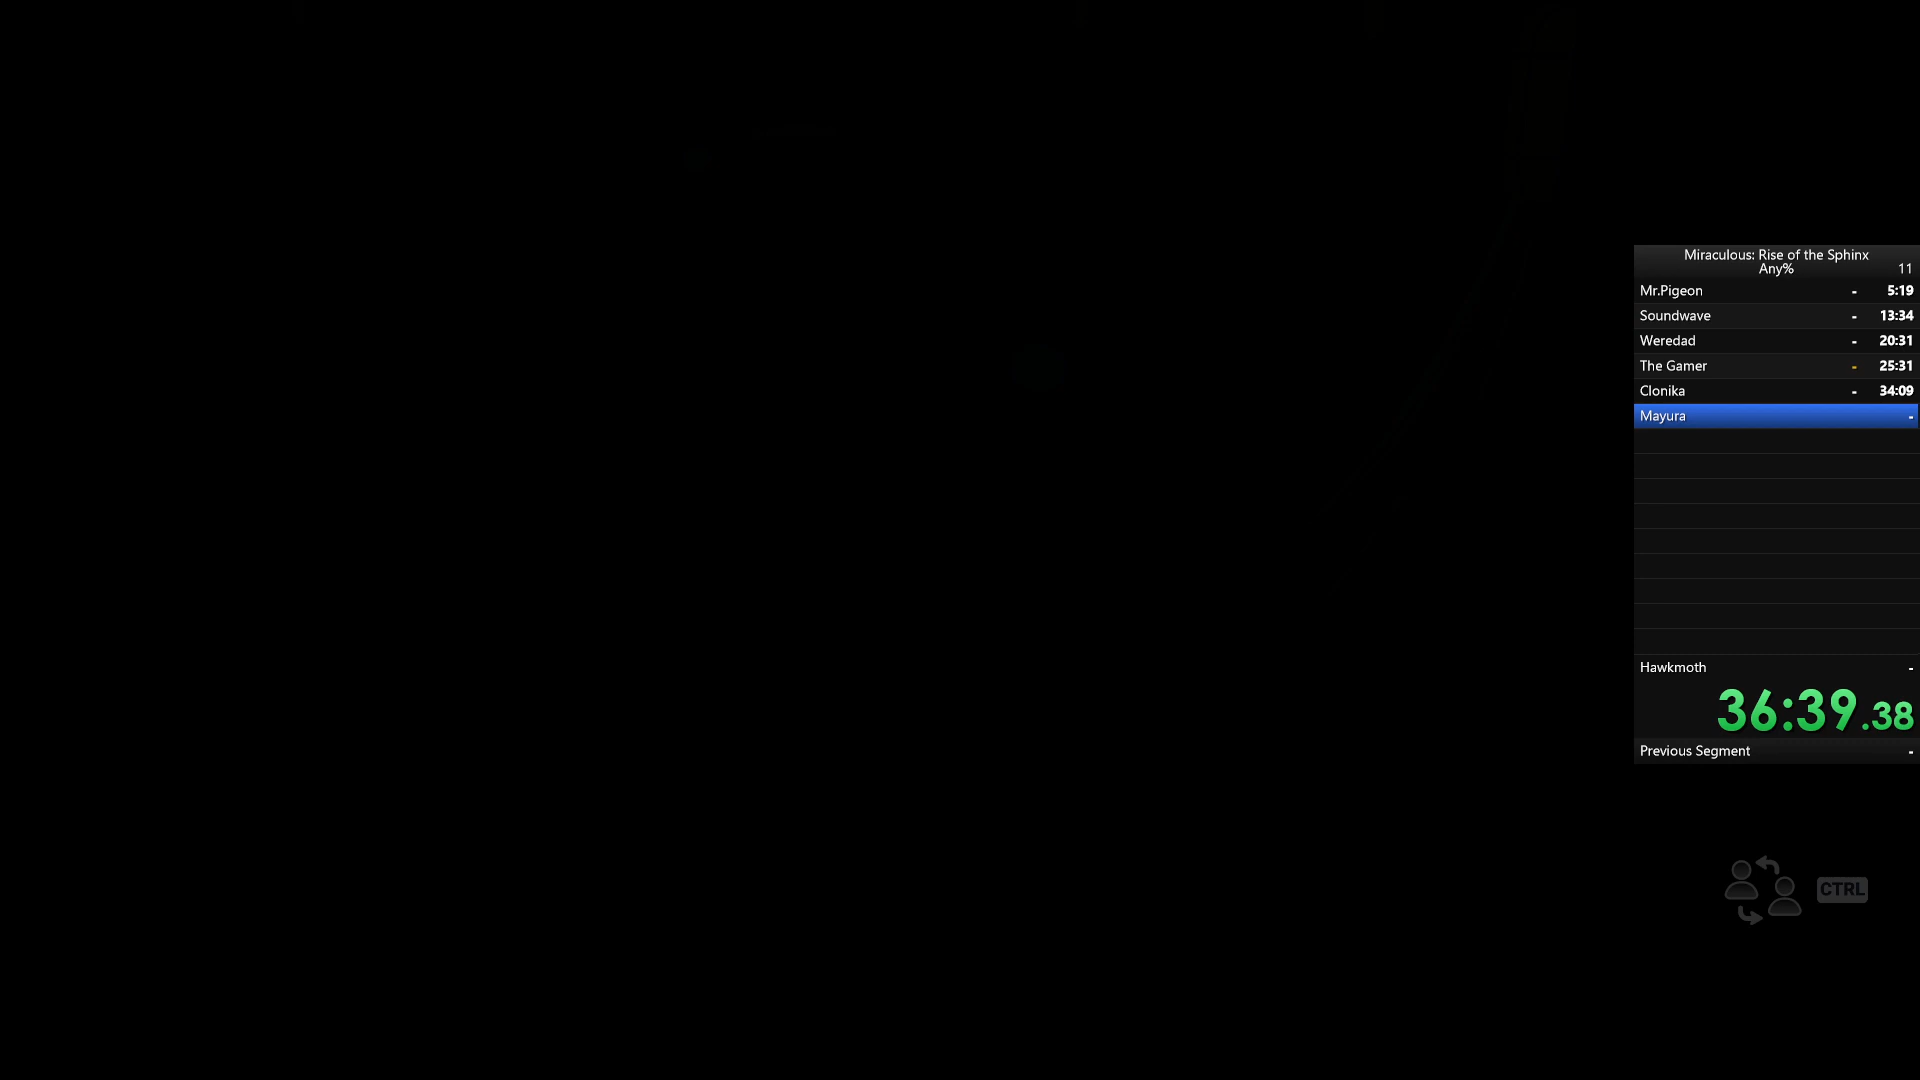 Miraculous: Rise of the Sphinx
Any% 11
Mr.Pigeon - 5:19
Soundwave - 13:34
Weredad - 20:31
The Gamer - 25:31
Clonika - 34:09
Mayura -
Hawkmoth -
36:39.38
Previous Segment -
CTRL